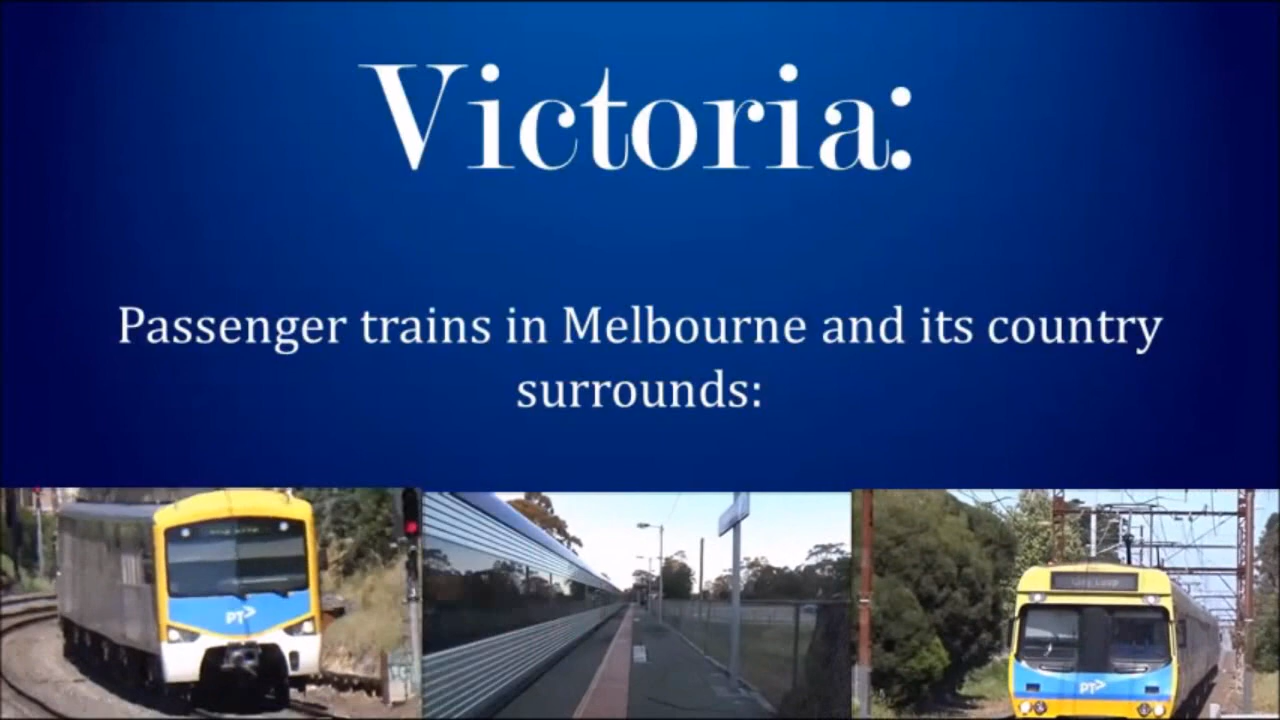 Victoria:
Passenger trains in Melbourne and its country
surrounds:
PT>
PT>